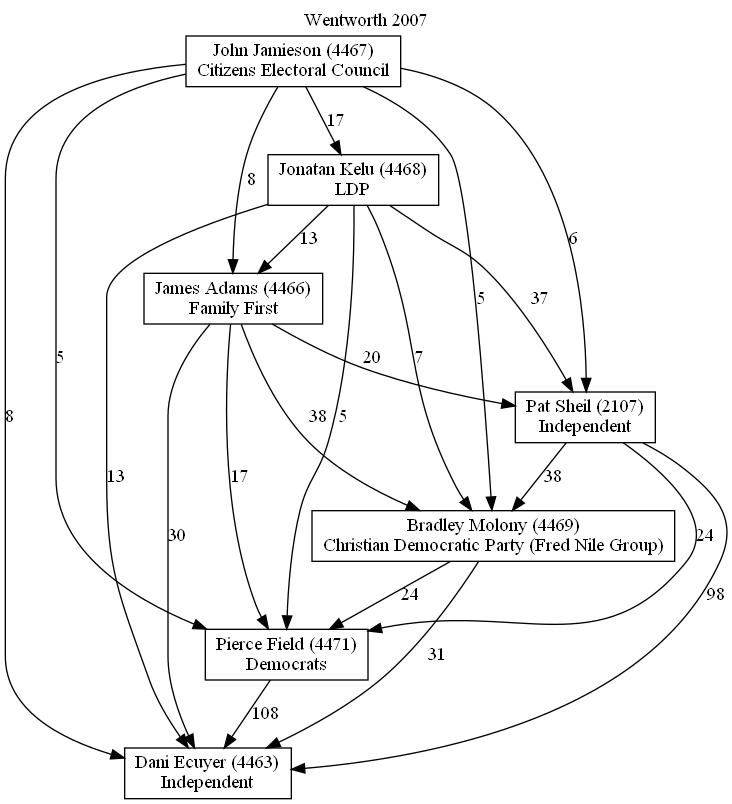 Wentworth 2007
John Jamieson (4467)
Citizens Electoral Council
17
Jonatan Kelu (4468)
LDP
8
6
13
James Adams (4466)
Family First
5
37
5
20
7
Pat Sheil (2107)
Independent
8
13
38
5
30
17
38
Bradley Molony (4469)
Christian Democratic Party (Fred Nile Group)
24
24
98
Pierce Field (4471)
Democrats
31
108
Dani Ecuyer (4463)
Independent